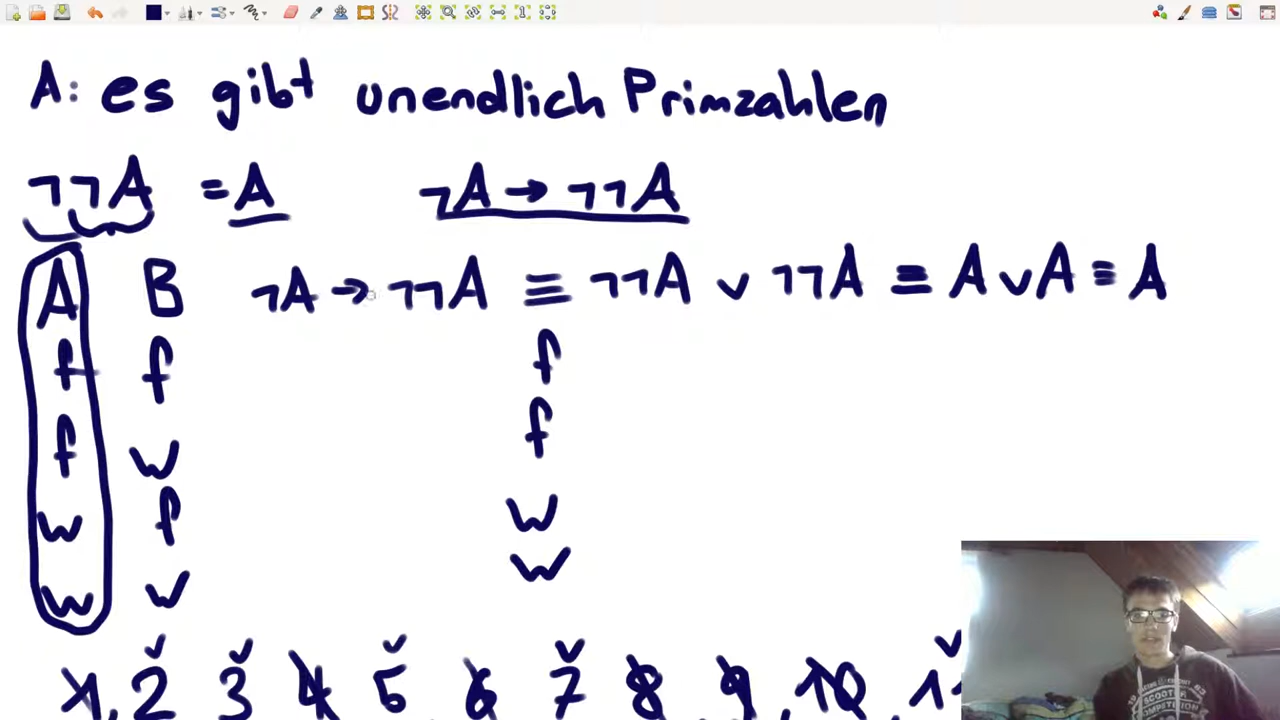 A: es gibt unendlich Primzahlen
¬¬A = A ¬A → ¬¬A
A B ¬A → ¬¬A ≡ ¬¬A ∨ ¬¬A ≡ A ∨ A ≡ A
f f f
f w f
w f w
w w w
1, 2 3 4 5 6 7 8 9 10